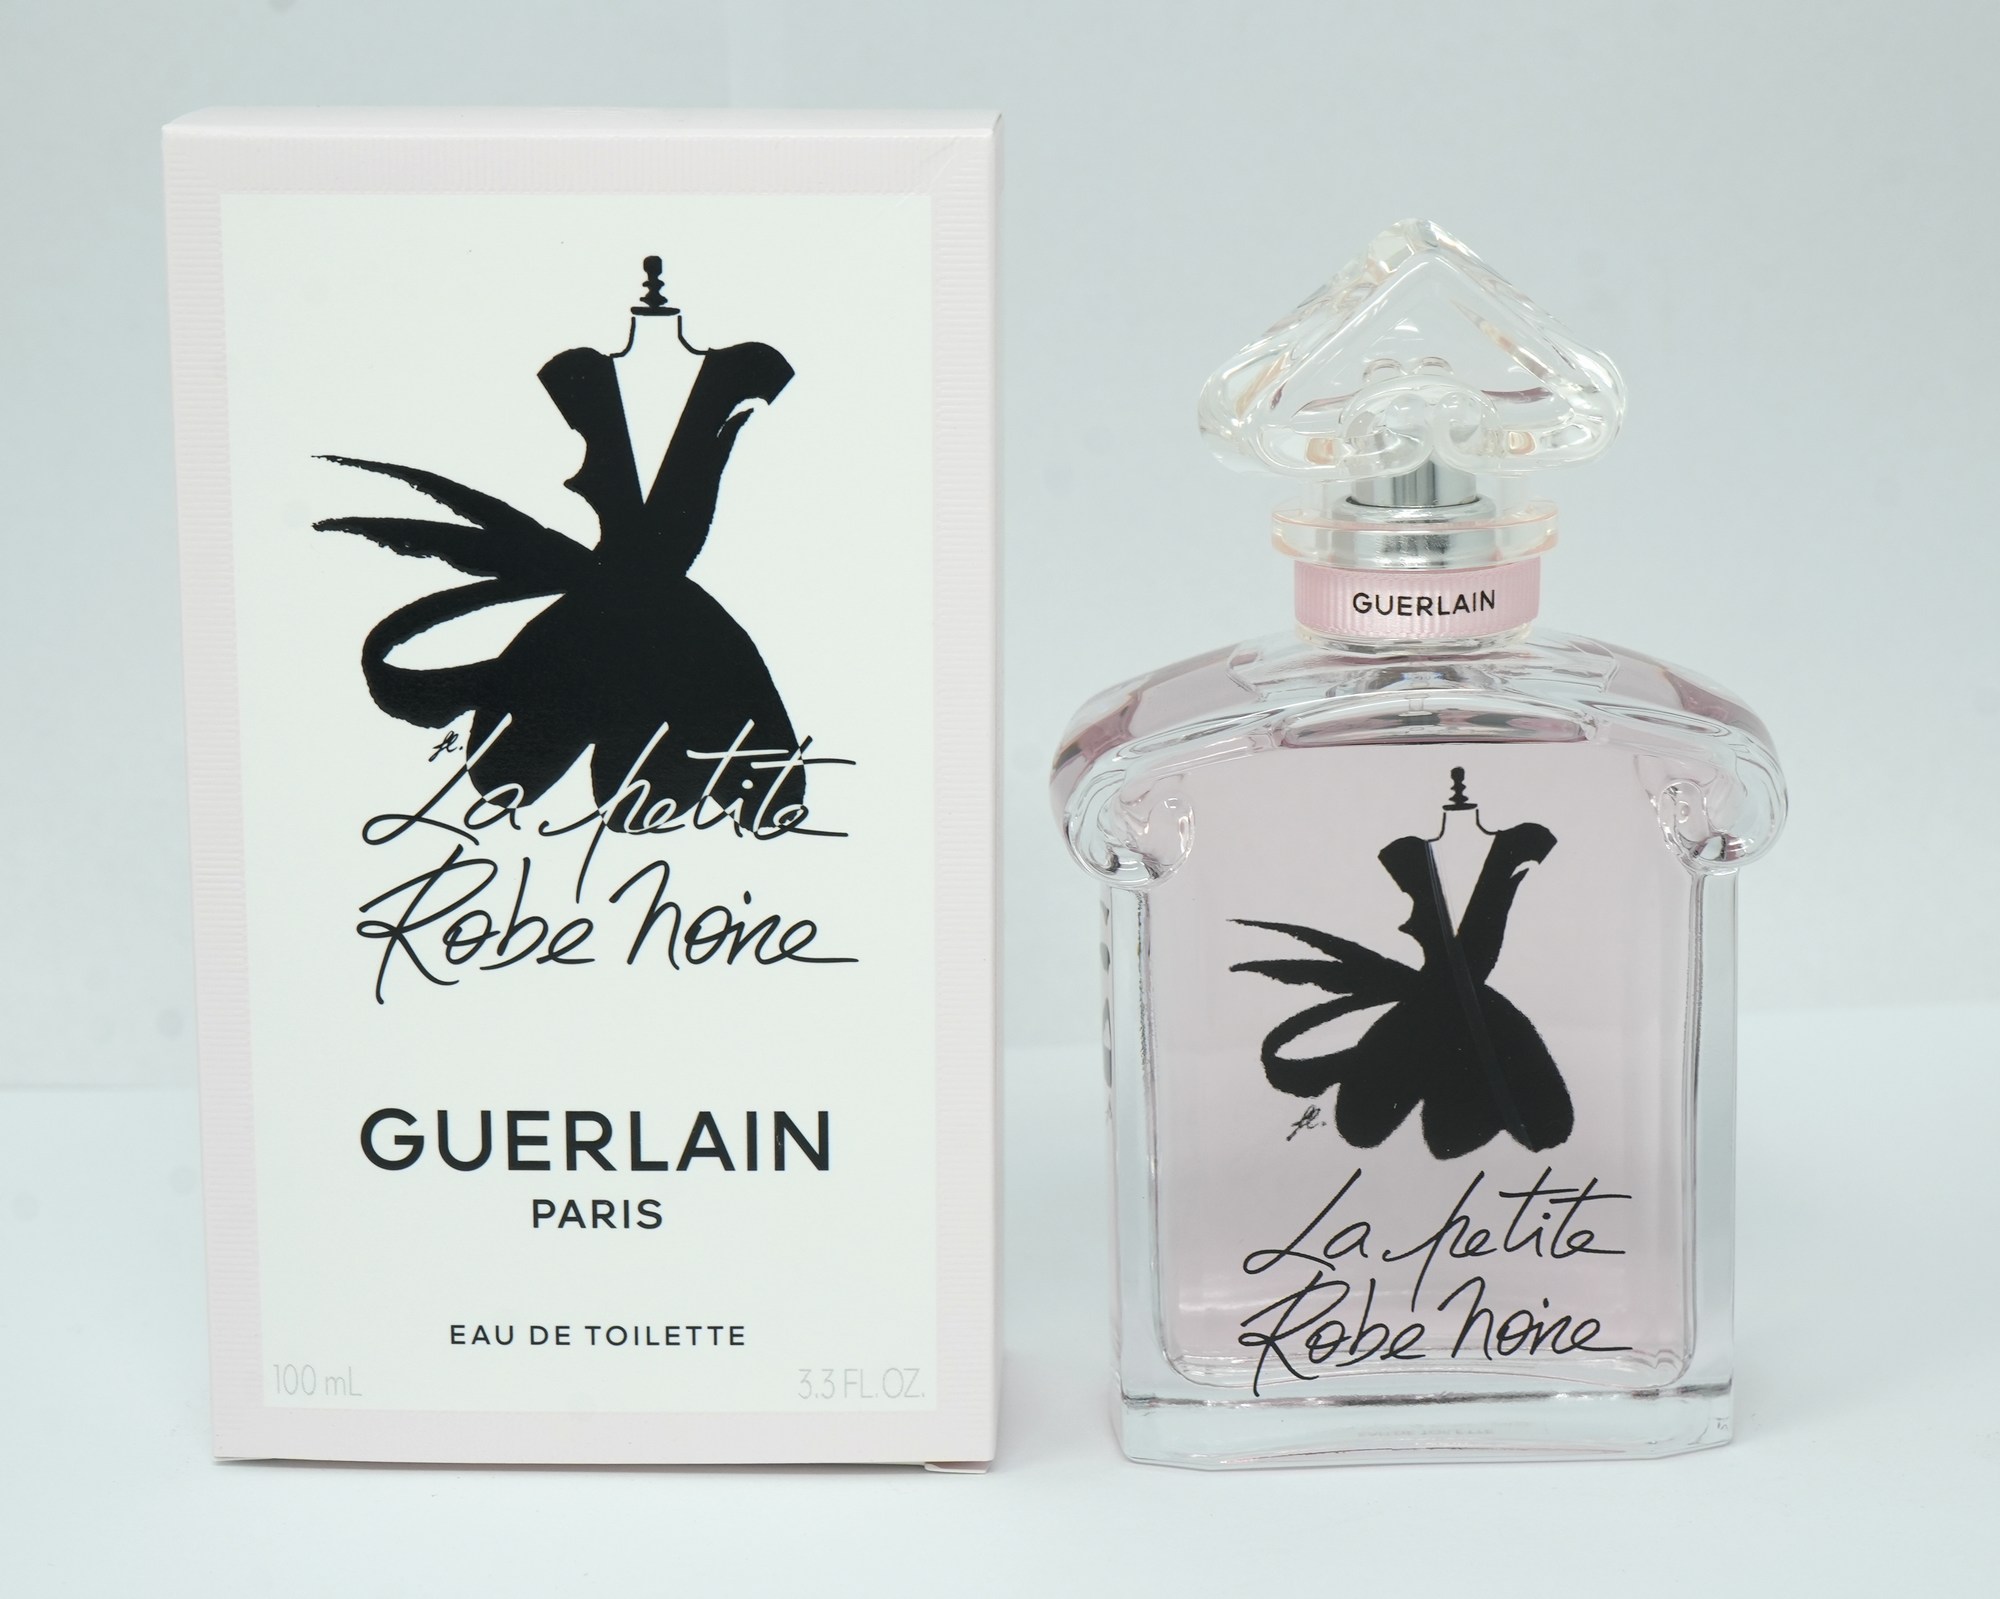 La petite
Robe Noire
GUERLAIN
PARIS
EAU DE TOILETTE
100 mL
3.3 FL.OZ.
GUERLAIN
La petite
Robe Noire